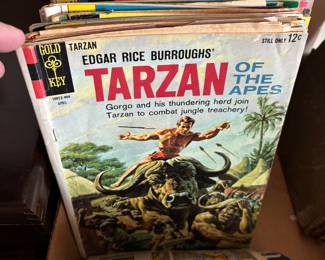 GOLD
KEY
TARZAN
STILL ONLY 12¢
EDGAR RICE BURROUGHS'
TARZAN
OF THE
APES
Gorgo and his thundering herd join
Tarzan to combat jungle treachery!
APRIL